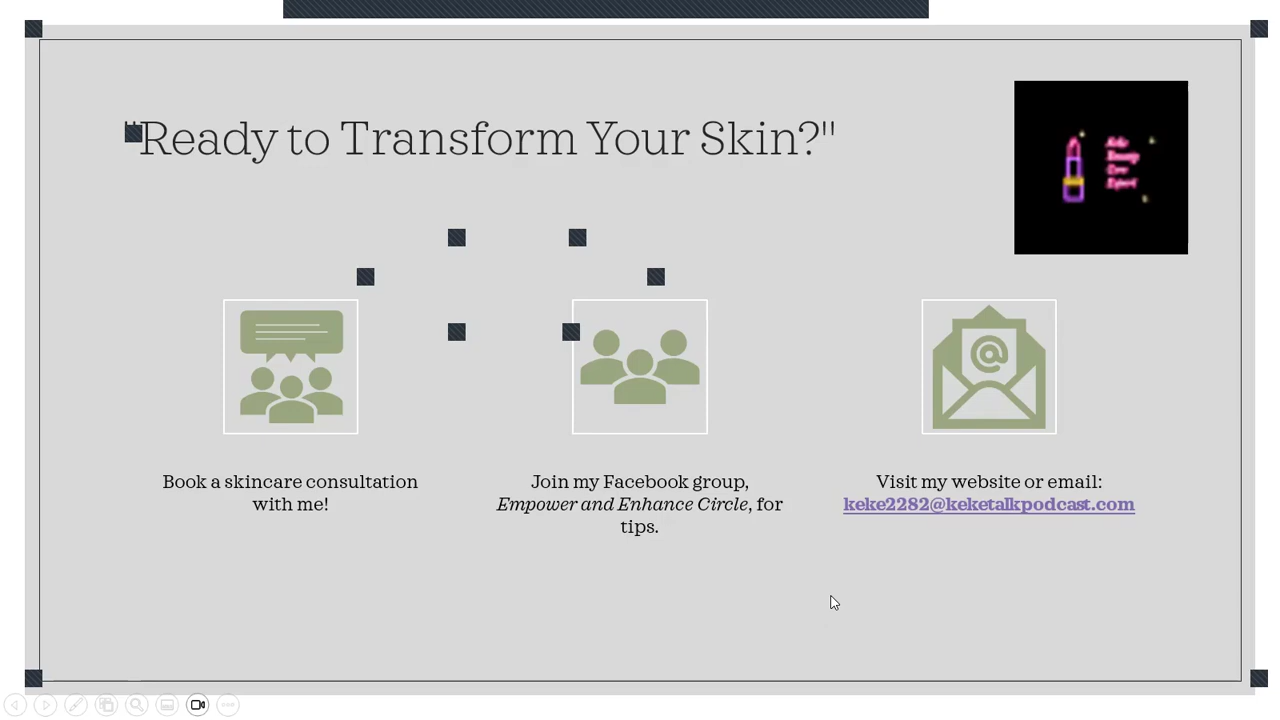 "Ready to Transform Your Skin?"
Book a skincare consultation
with me!
Join my Facebook group,
Empower and Enhance Circle, for
tips.
Visit my website or email:
keke2282@keketalkpodcast.com